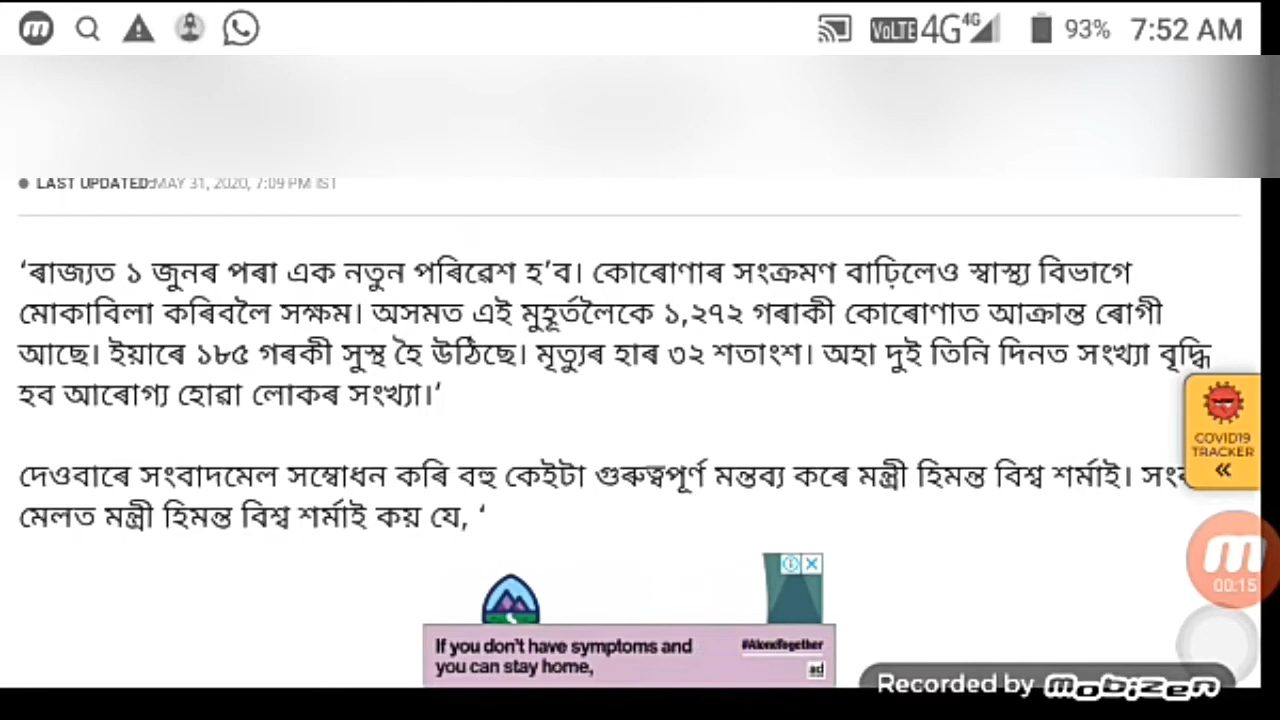 VoLTE 4G 4G 93% 7:52 AM
LAST UPDATED: MAY 31, 2020, 7:09 PM IST
‘ৰাজ্যত ১ জুনৰ পৰা এক নতুন পৰিৱেশ হ’ব। কোৰোণাৰ সংক্ৰমণ বাঢ়িলেও স্বাস্থ্য বিভাগে
মোকাবিলা কৰিবলৈ সক্ষম। অসমত এই মুহূৰ্তলৈকে ১,২৭২ গৰাকী কোৰোণাত আক্ৰান্ত ৰোগী
আছে। ইয়াৰে ১৮৫ গৰকী সুস্থ হৈ উঠিছে। মৃত্যুৰ হাৰ ৩২ শতাংশ। অহা দুই তিনি দিনত সংখ্যা বৃদ্ধি
হব আৰোগ্য হোৱা লোকৰ সংখ্যা।’
COVID19
TRACKER
দেওবাৰে সংবাদমেল সম্বোধন কৰি বহু কেইটা গুৰুত্বপূৰ্ণ মন্তব্য কৰে মন্ত্ৰী হিমন্ত বিশ্ব শৰ্মাই।
মেলত মন্ত্ৰী হিমন্ত বিশ্ব শৰ্মাই কয় যে, ‘
00:15
If you don't have symptoms and
you can stay home,
#AloneTogether
ad
Recorded by mobizen